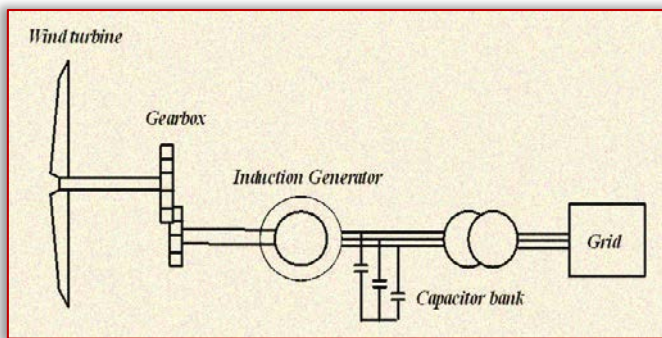 Wind turbine
Gearbox
Induction Generator
Grid
Capacitor bank